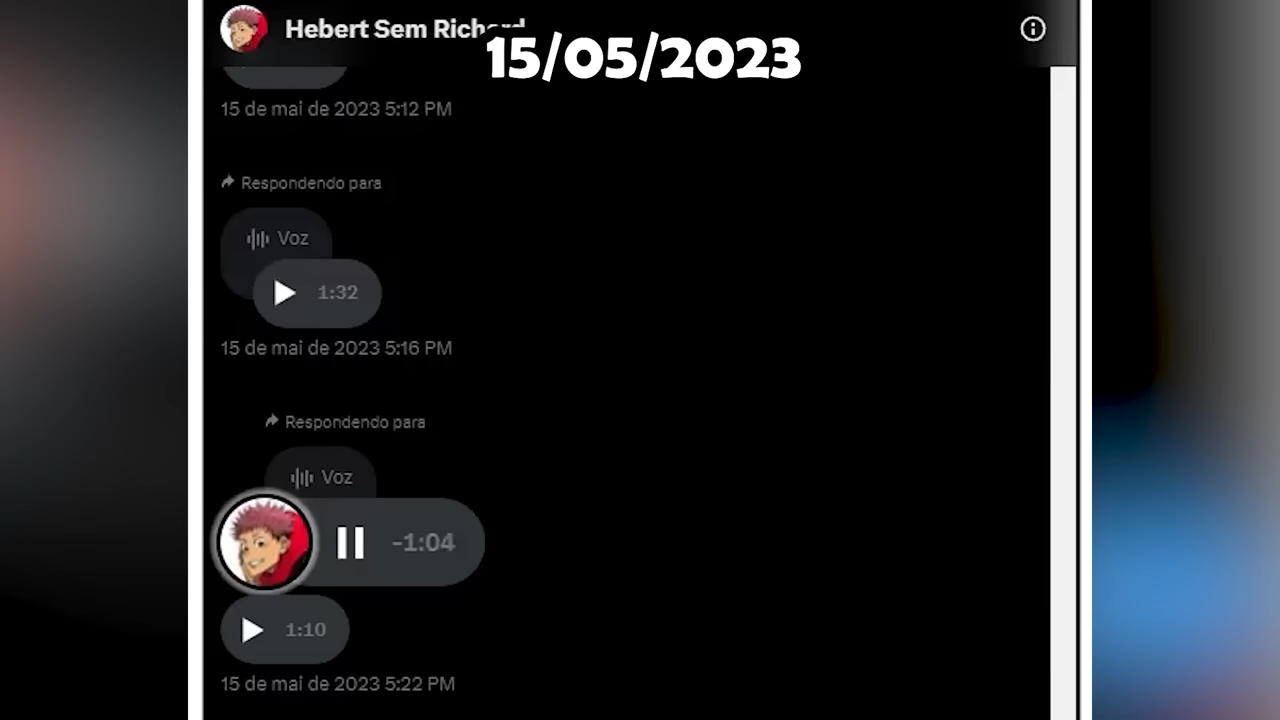 Hebert Sem Richard
15/05/2023
15 de mai de 2023 5:12 PM
Respondendo para
Voz
1:32
15 de mai de 2023 5:16 PM
Respondendo para
Voz
-1:04
1:10
15 de mai de 2023 5:22 PM